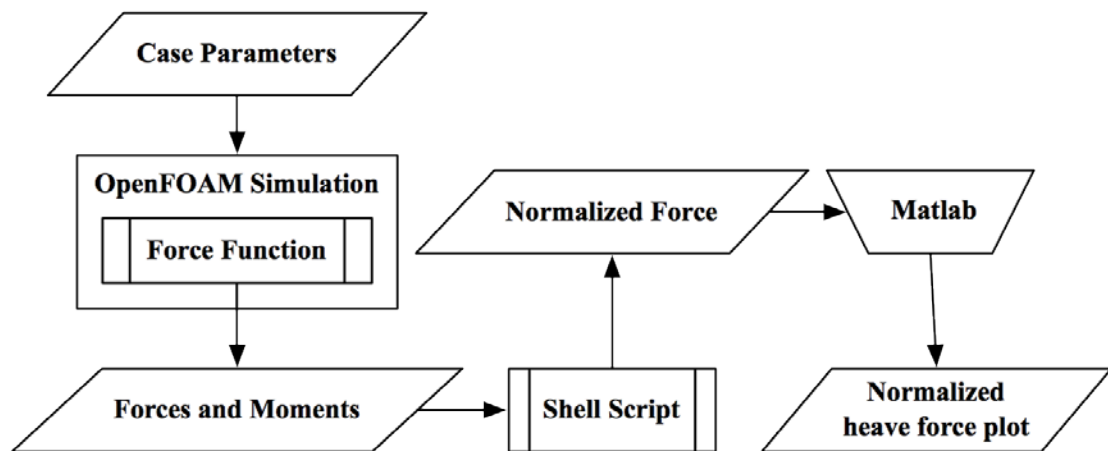 Case Parameters
OpenFOAM Simulation
Force Function
Forces and Moments
Shell Script
Normalized Force
Matlab
Normalized
heave force plot